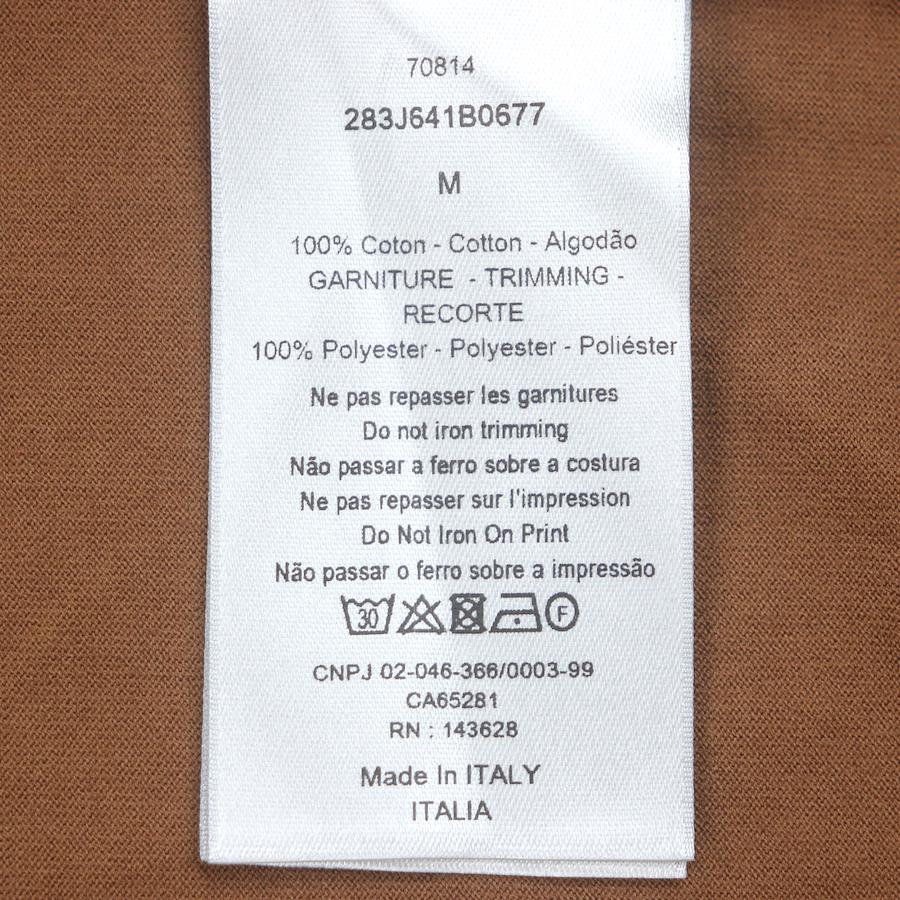 70814
283J641B0677
M
100% Coton - Cotton - Algodão
GARNITURE - TRIMMING -
RECORTE
100% Polyester - Polyester - Poliéster
Ne pas repasser les garnitures
Do not iron trimming
Não passar a ferro sobre a costura
Ne pas repasser sur l'impression
Do Not Iron On Print
Não passar o ferro sobre a impressão
30 F
CNPJ 02-046-366/0003-99
CA65281
RN : 143628
Made In ITALY
ITALIA